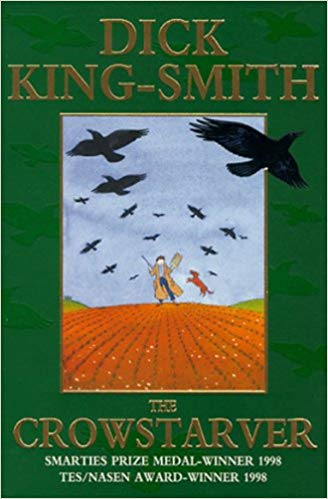 DICK
KING-SMITH
THE
CROWSTARVER
SMARTIES PRIZE MEDAL-WINNER 1998
TES/NASEN AWARD-WINNER 1998